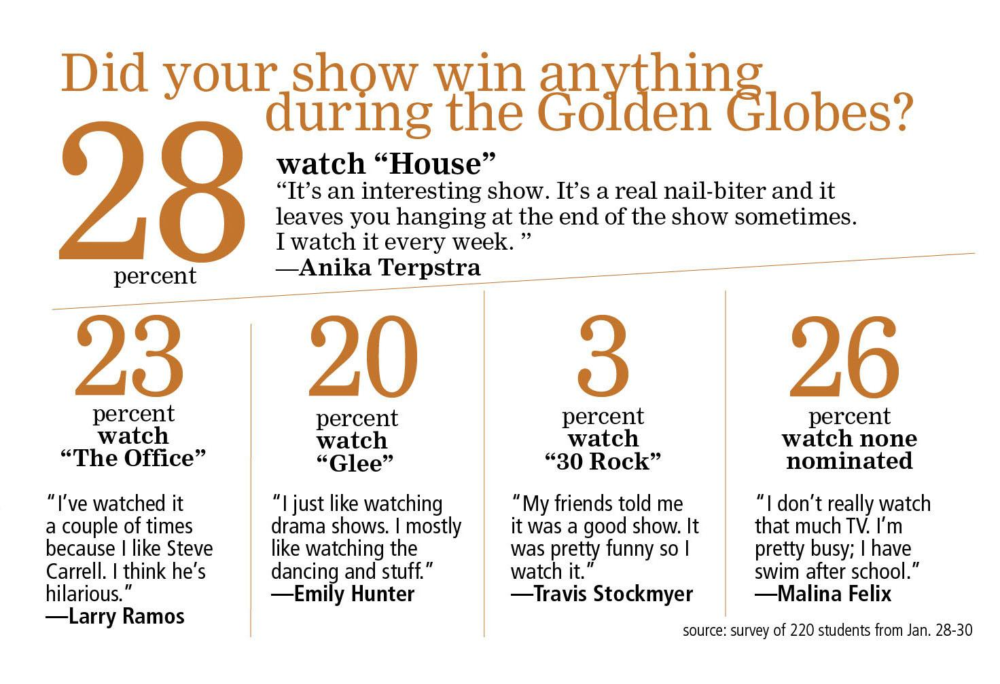 Did your show win anything
during the Golden Globes?
28
percent
watch “House”
“It’s an interesting show. It’s a real nail-biter and it
leaves you hanging at the end of the show sometimes.
I watch it every week. ”
—Anika Terpstra
23
percent
watch
“The Office”
“I’ve watched it
a couple of times
because I like Steve
Carrell. I think he’s
hilarious.”
—Larry Ramos
20
percent
watch
“Glee”
“I just like watching
drama shows. I mostly
like watching the
dancing and stuff.”
—Emily Hunter
3
percent
watch
“30 Rock”
“My friends told me
it was a good show. It
was pretty funny so I
watch it.”
—Travis Stockmyer
26
percent
watch none
nominated
“I don’t really watch
that much TV. I’m
pretty busy; I have
swim after school.”
—Malina Felix
source: survey of 220 students from Jan. 28-30